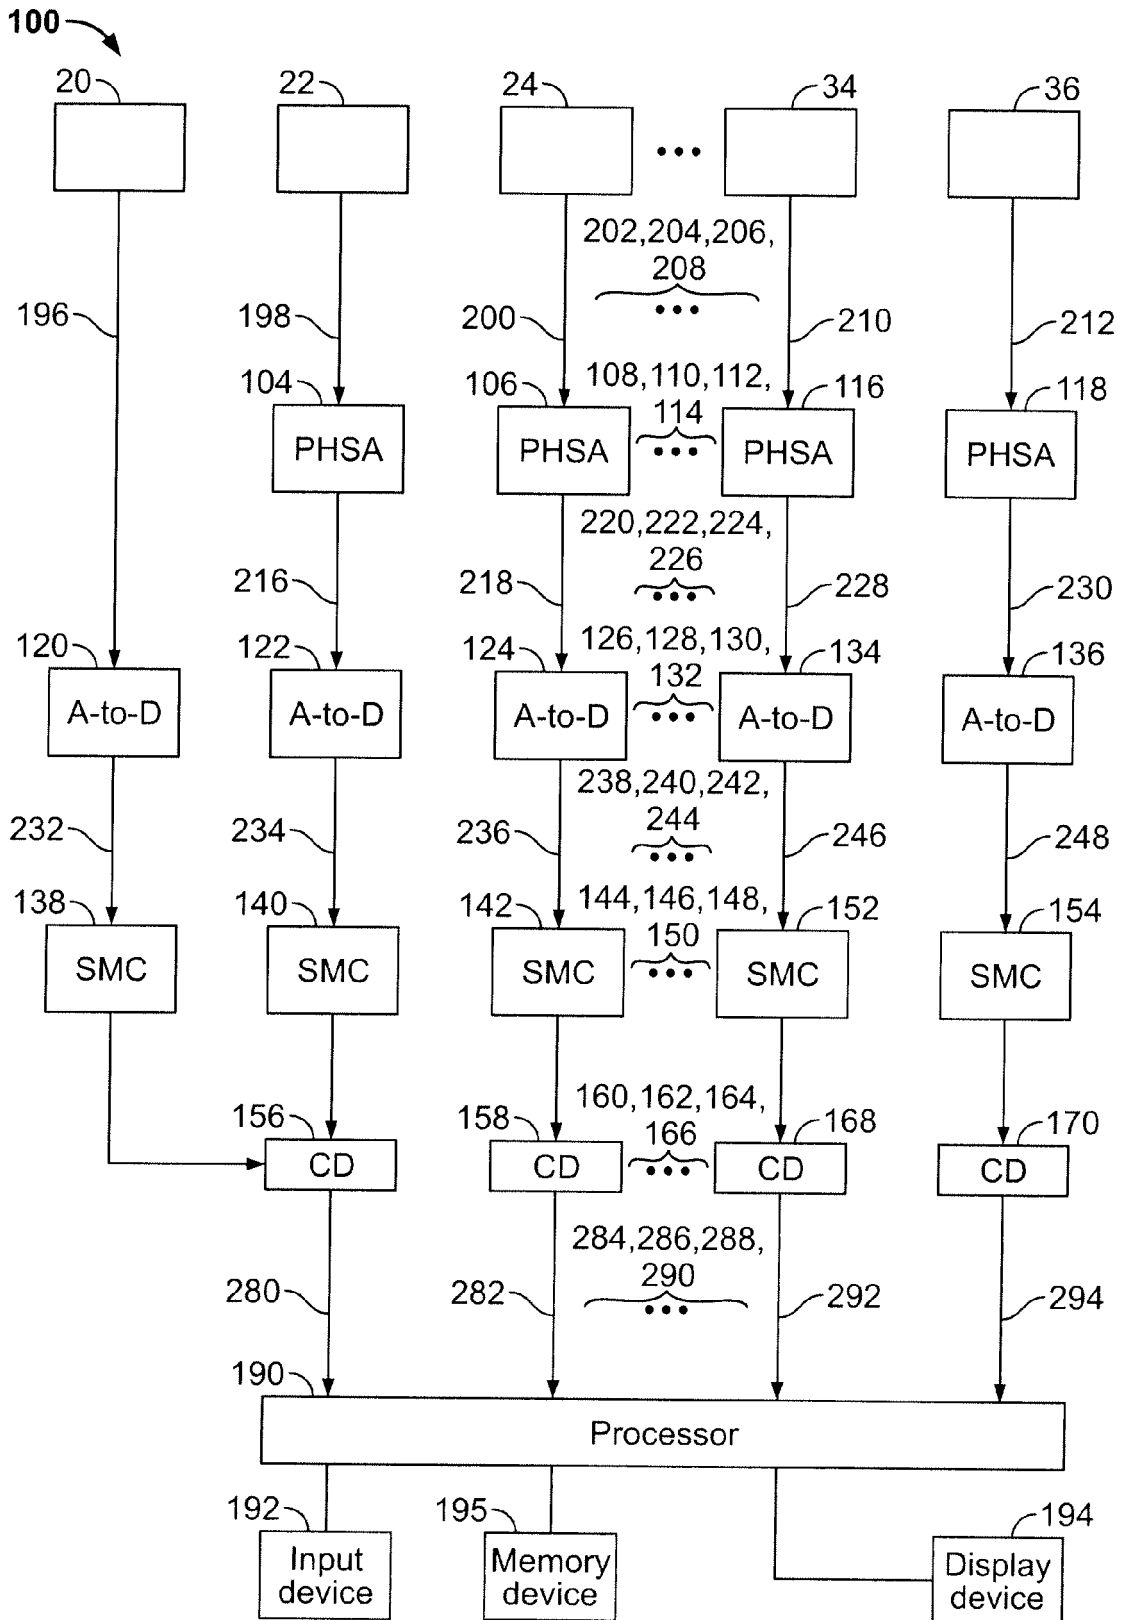 100
20
22
24
34
36
202,204,206,
208
196
198
200
210
212
104
106
108,110,112,
114
116
118
PHSA
PHSA
PHSA
PHSA
220,222,224,
226
216
218
228
230
120
122
124
126,128,130,
132
134
136
A-to-D
A-to-D
A-to-D
A-to-D
A-to-D
238,240,242,
244
232
234
236
246
248
138
140
142
144,146,148,
150
152
154
SMC
SMC
SMC
SMC
SMC
156
158
160,162,164,
166
168
170
CD
CD
CD
CD
284,286,288,
290
280
282
292
294
190
Processor
192
195
194
Input
device
Memory
device
Display
device